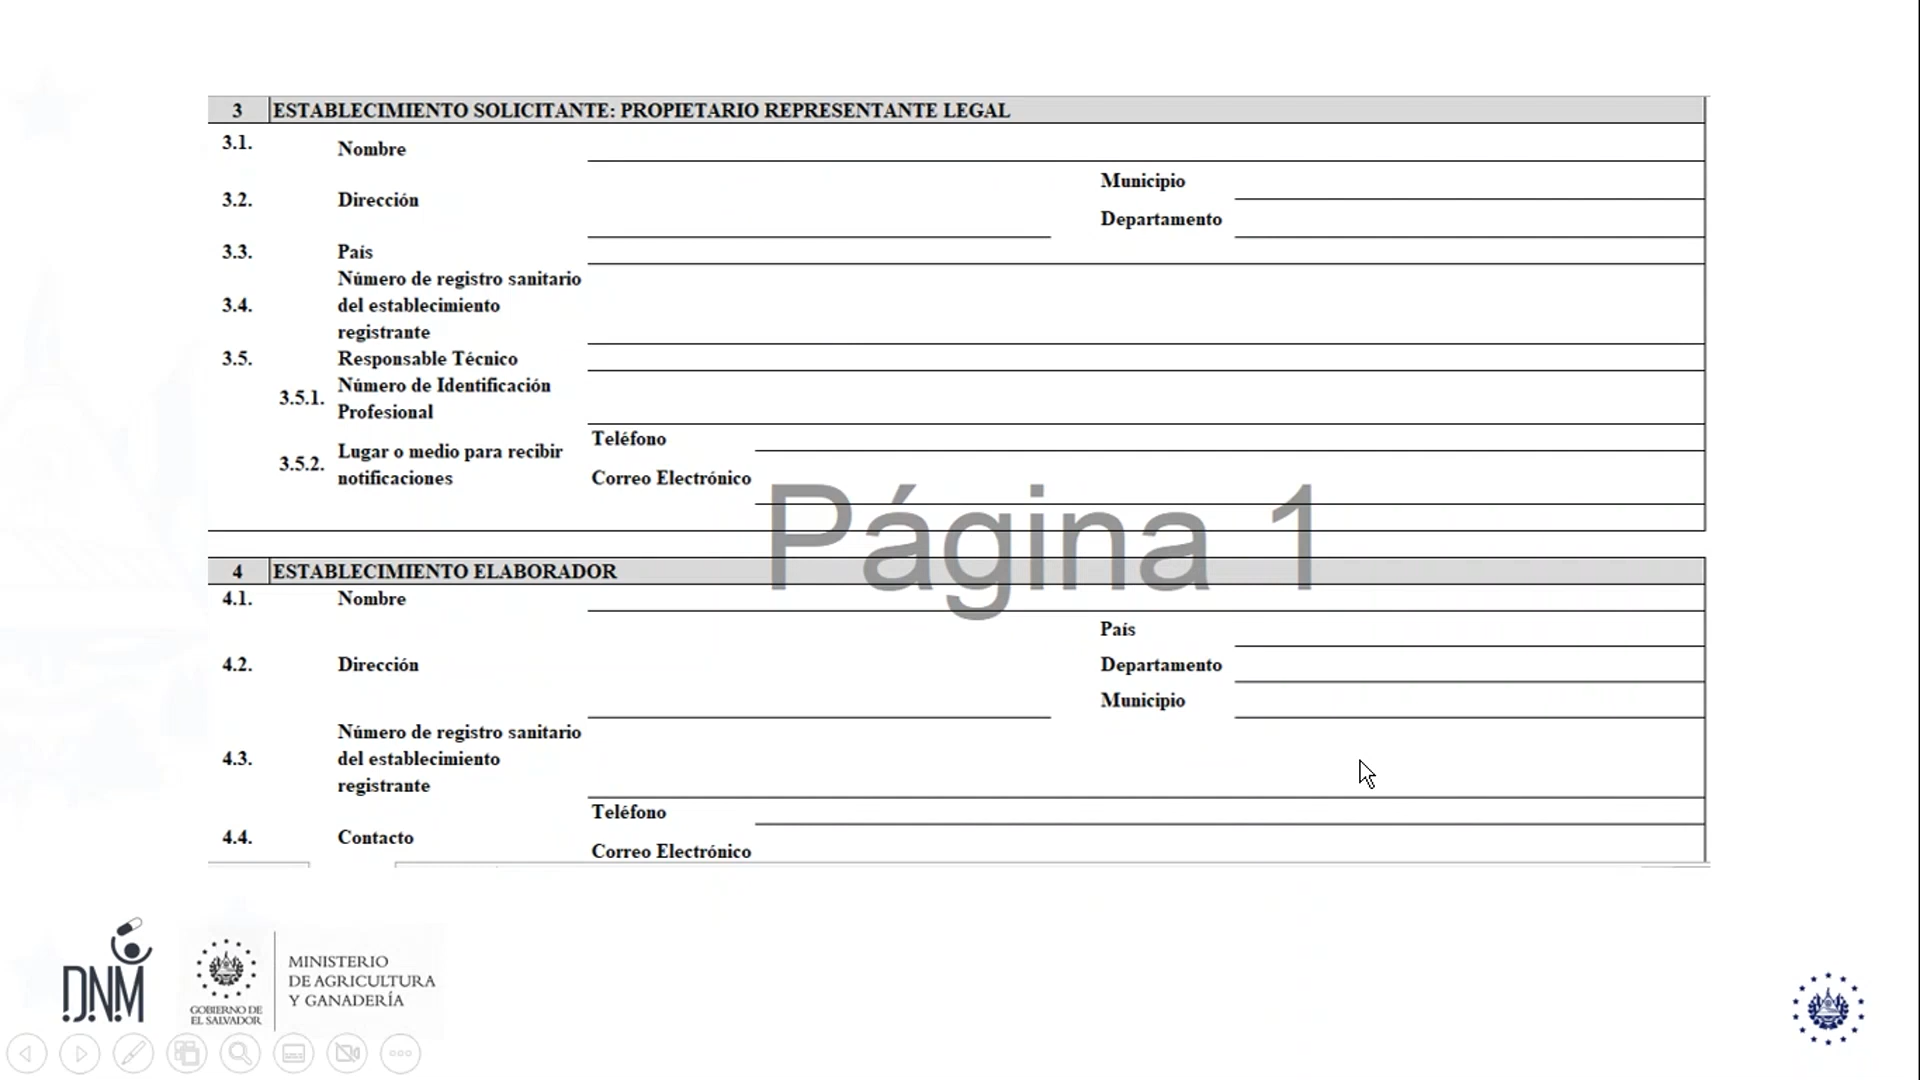 3 ESTABLECIMIENTO SOLICITANTE: PROPIETARIO REPRESENTANTE LEGAL
3.1. Nombre
3.2. Dirección
Municipio
Departamento
3.3. País
3.4. Número de registro sanitario
del establecimiento
registrante
3.5. Responsable Técnico
3.5.1. Número de Identificación
Profesional
3.5.2. Lugar o medio para recibir
notificaciones
Teléfono
Correo Electrónico
Página 1
4 ESTABLECIMIENTO ELABORADOR
4.1. Nombre
4.2. Dirección
País
Departamento
Municipio
4.3. Número de registro sanitario
del establecimiento
registrante
4.4. Contacto
Teléfono
Correo Electrónico
DNM
GOBIERNO DE
EL SALVADOR
MINISTERIO
DE AGRICULTURA
Y GANADERÍA